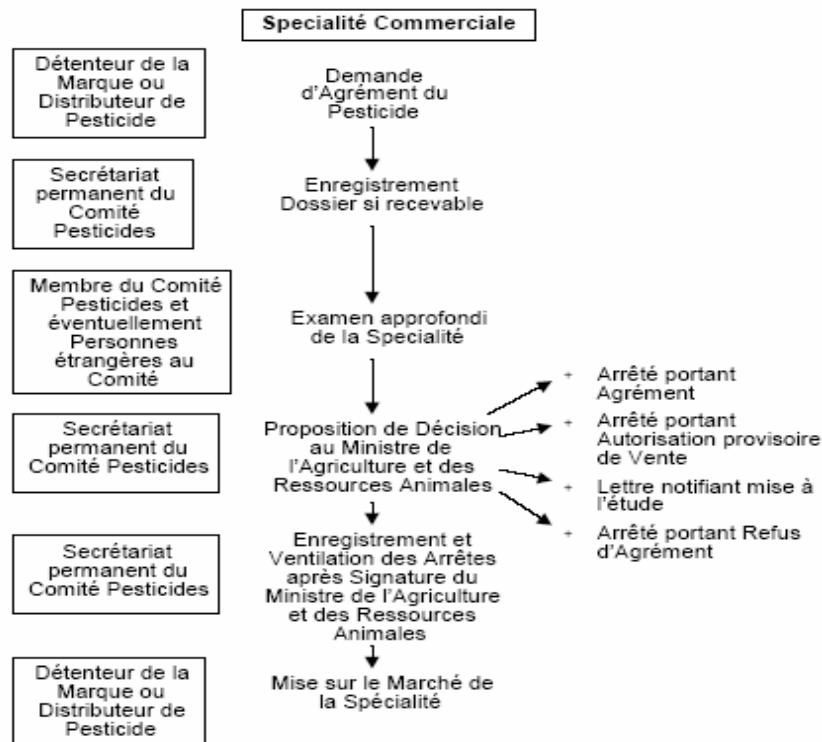 Specialité Commerciale
Détenteur de la
Marque ou
Distributeur de
Pesticide
Demande
d'Agrément du
Pesticide
Secrétariat
permanent du
Comité
Pesticides
Enregistrement
Dossier si recevable
Membre du Comité
Pesticides et
éventuellement
Personnes
étrangères au
Comité
Examen approfondi
de la Specialité
Secrétariat
permanent du
Comité Pesticides
Proposition de Décision
au Ministre de
l'Agriculture et des
Ressources Animales
+ Arrêté portant
Agrément
+ Arrêté portant
Autorisation provisoire
de Vente
+ Lettre notifiant mise à
l'étude
+ Arrêté portant Refus
d'Agrément
Secrétariat
permanent du
Comité Pesticides
Enregistrement et
Ventilation des Arrêtes
après Signature du
Ministre de l'Agriculture
et des Ressources
Animales
Détenteur de la
Marque ou
Distributeur de
Pesticide
Mise sur le Marché de
la Spécialité